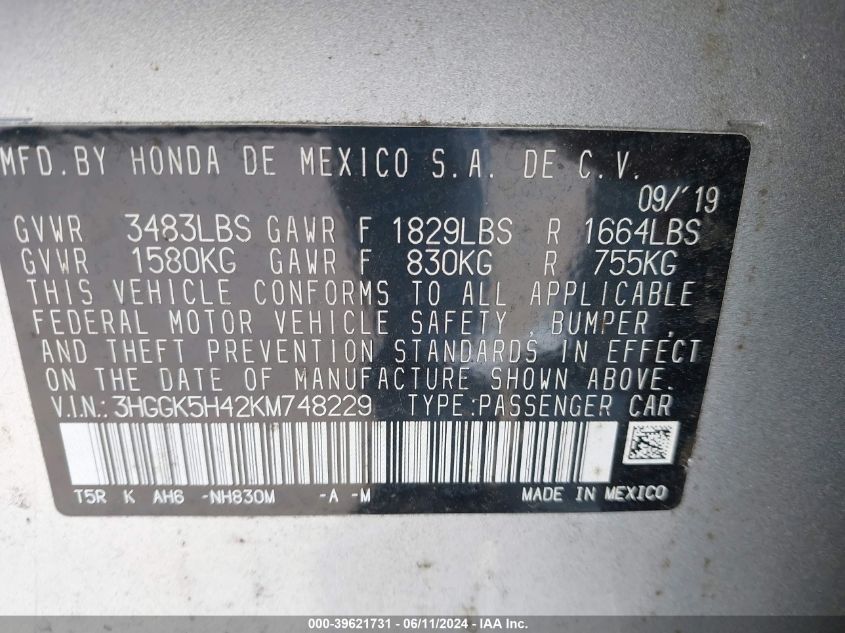 MFD.BY HONDA DE MEXICO S.A. DE C.V.
09/'19
GVWR 3483LBS GAWR F 1829LBS R 1664LBS
GVWR 1580KG GAWR F 830KG R 755KG
THIS VEHICLE CONFORMS TO ALL APPLICABLE
FEDERAL MOTOR VEHICLE SAFETY , BUMPER ,
AND THEFT PREVENTION STANDARDS IN EFFECT
ON THE DATE OF MANUFACTURE SHOWN ABOVE.
V.I.N.: 3HGGK5H42KM748229 TYPE:PASSENGER CAR
T5R K AH6 -NH830M -A -M MADE IN MEXICO
000-39621731 - 06/11/2024 - IAA Inc.